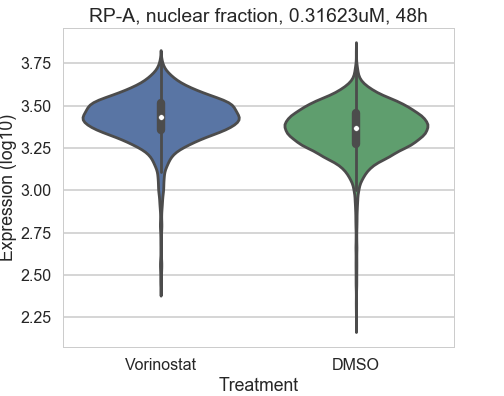 RP-A, nuclear fraction, 0.31623uM, 48h
Expression (log10)
3.75
3.50
3.25
3.00
2.75
2.50
2.25
Vorinostat
DMSO
Treatment